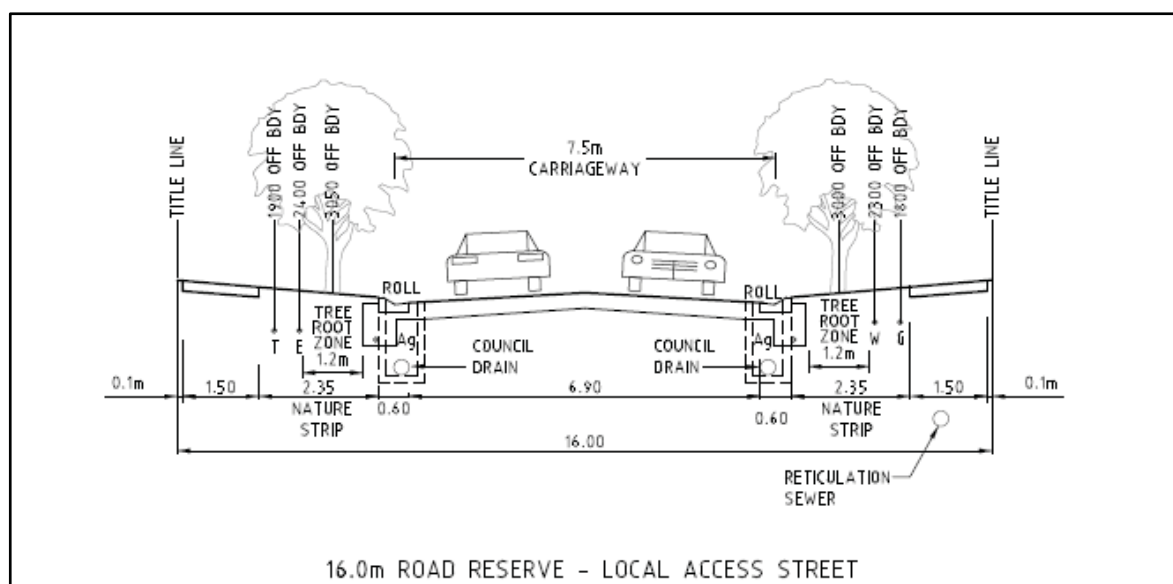 TITLE LINE
1900 OFF BDY
2400 OFF BDY
3050 OFF BDY
7.5m
CARRIAGEWAY
3000 OFF BDY
2300 OFF BDY
1800 OFF BDY
TITLE LINE
ROLL
ROLL
TREE
ROOT
ZONE
1.2m
T
E
Ag
COUNCIL
DRAIN
COUNCIL
DRAIN
Ag
TREE
ROOT
ZONE
1.2m
W
G
0.1m
1.50
2.35
NATURE
STRIP
0.60
6.90
0.60
2.35
NATURE
STRIP
1.50
0.1m
16.00
RETICULATION
SEWER
16.0m ROAD RESERVE - LOCAL ACCESS STREET